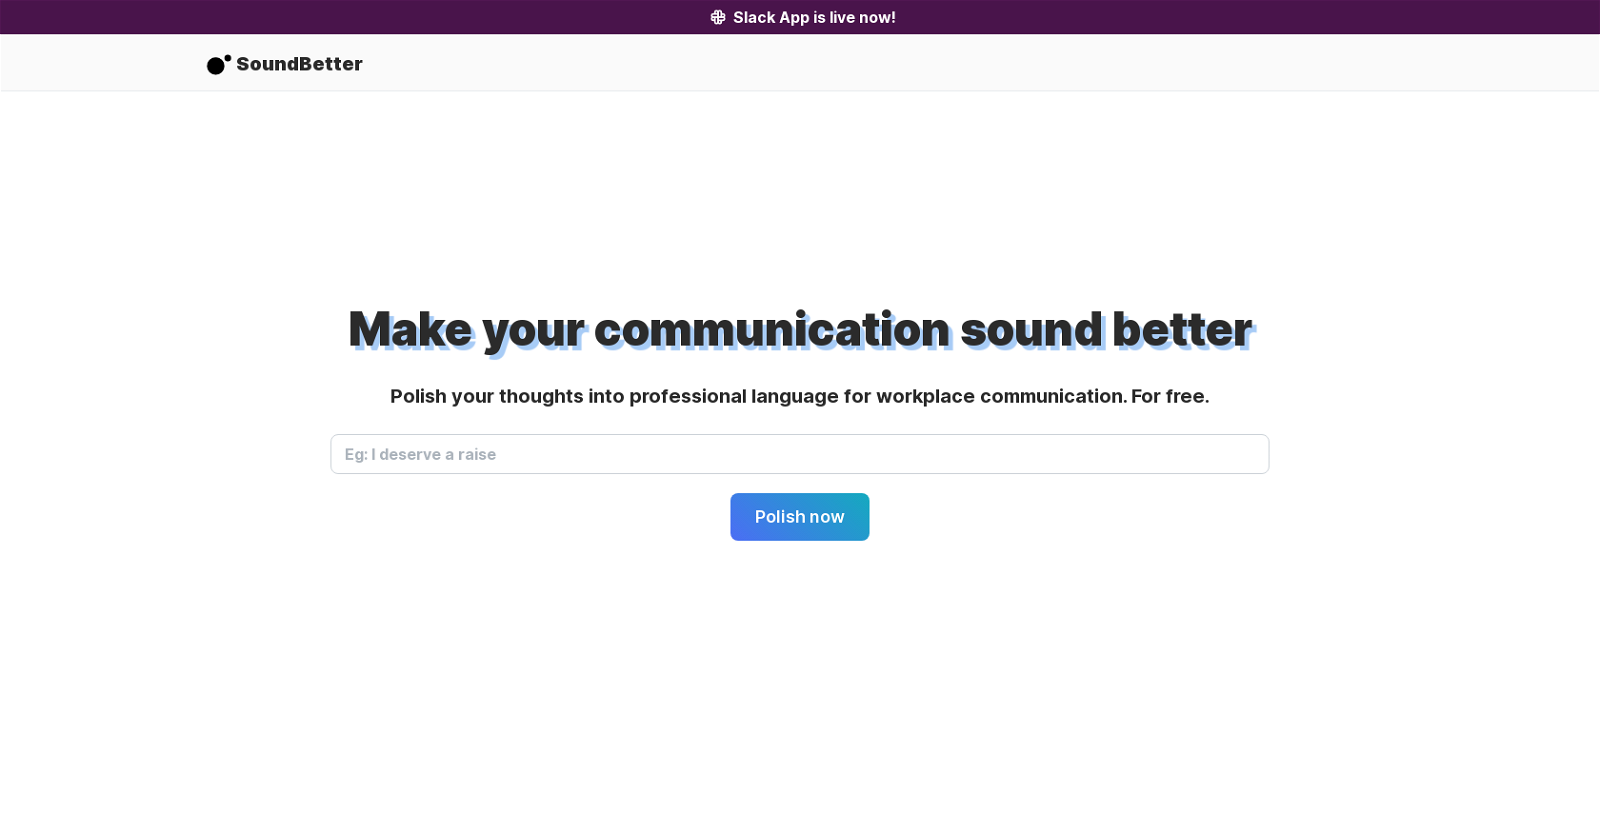 Slack App is live now!
SoundBetter
Make your communication sound better
Polish your thoughts into professional language for workplace communication. For free.
Eg: I deserve a raise
Polish now